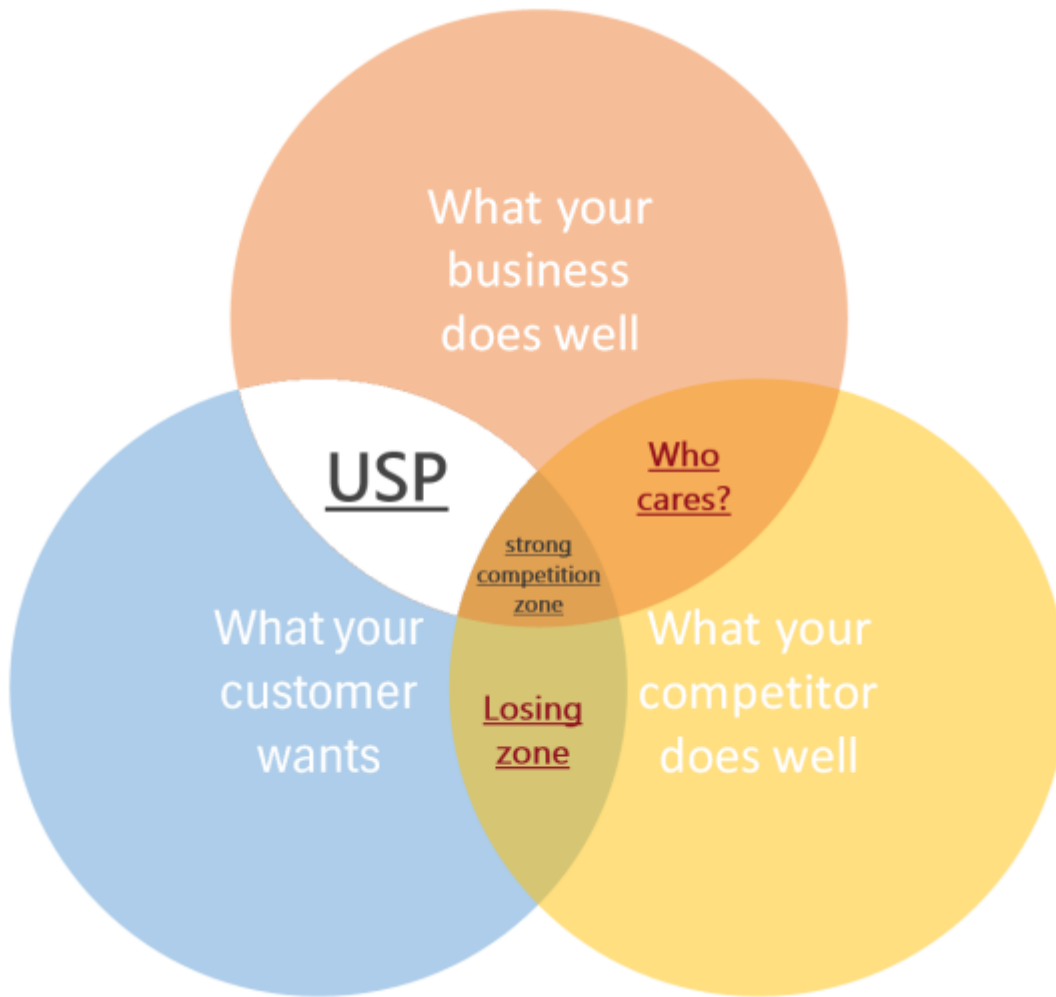 What your
business
does well
USP
Who
cares?
strong
competition
zone
What your
customer
wants
What your
competitor
does well
Losing
zone